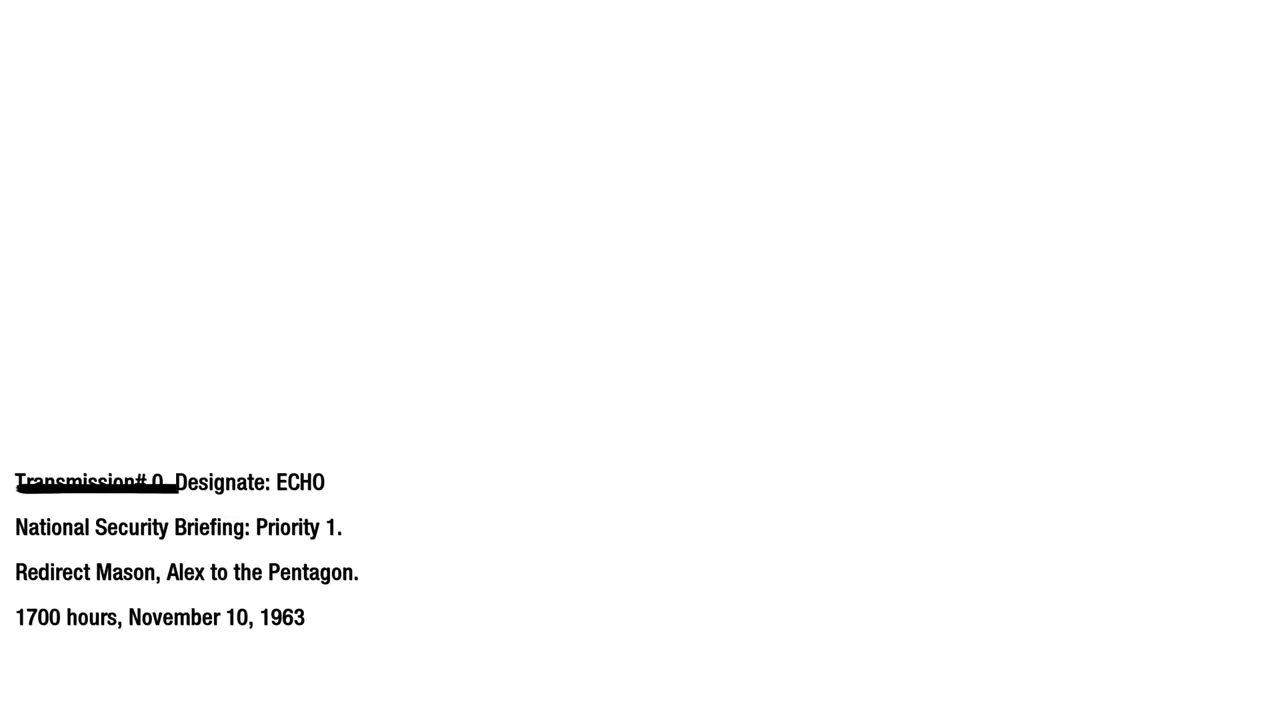 Transmission# 0 Designate: ECHO
National Security Briefing: Priority 1.
Redirect Mason, Alex to the Pentagon.
1700 hours, November 10, 1963